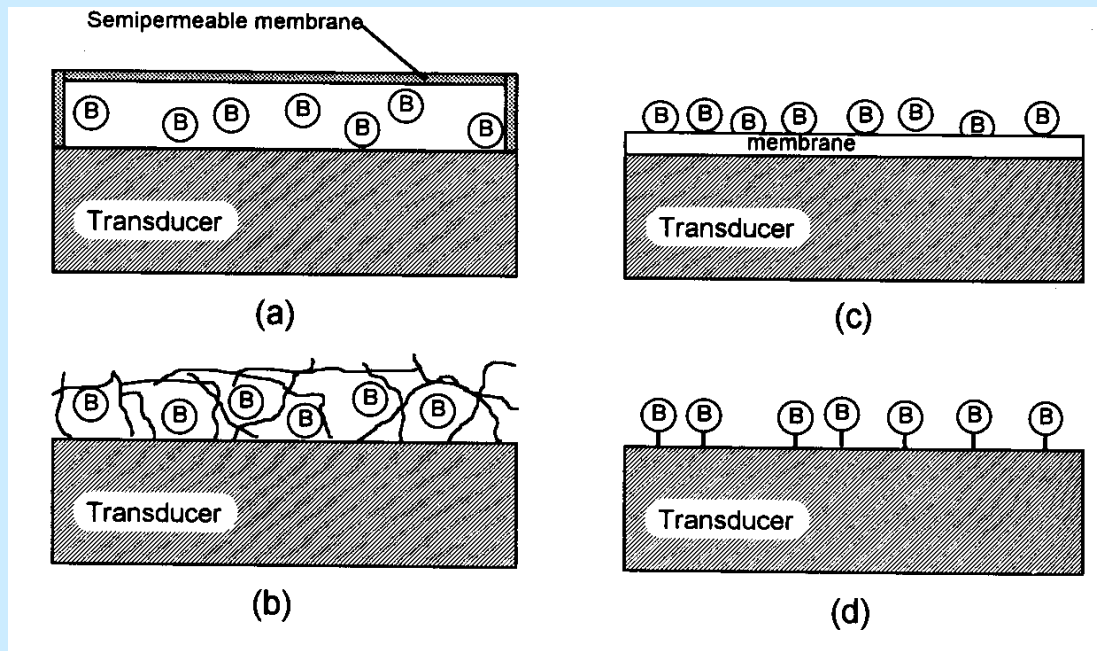 Semipermeable membrane
B B B B B B B
Transducer
(a)
B B B B B B
Transducer
(b)
B B B B B B B B
membrane
Transducer
(c)
B B B B B B B
Transducer
(d)